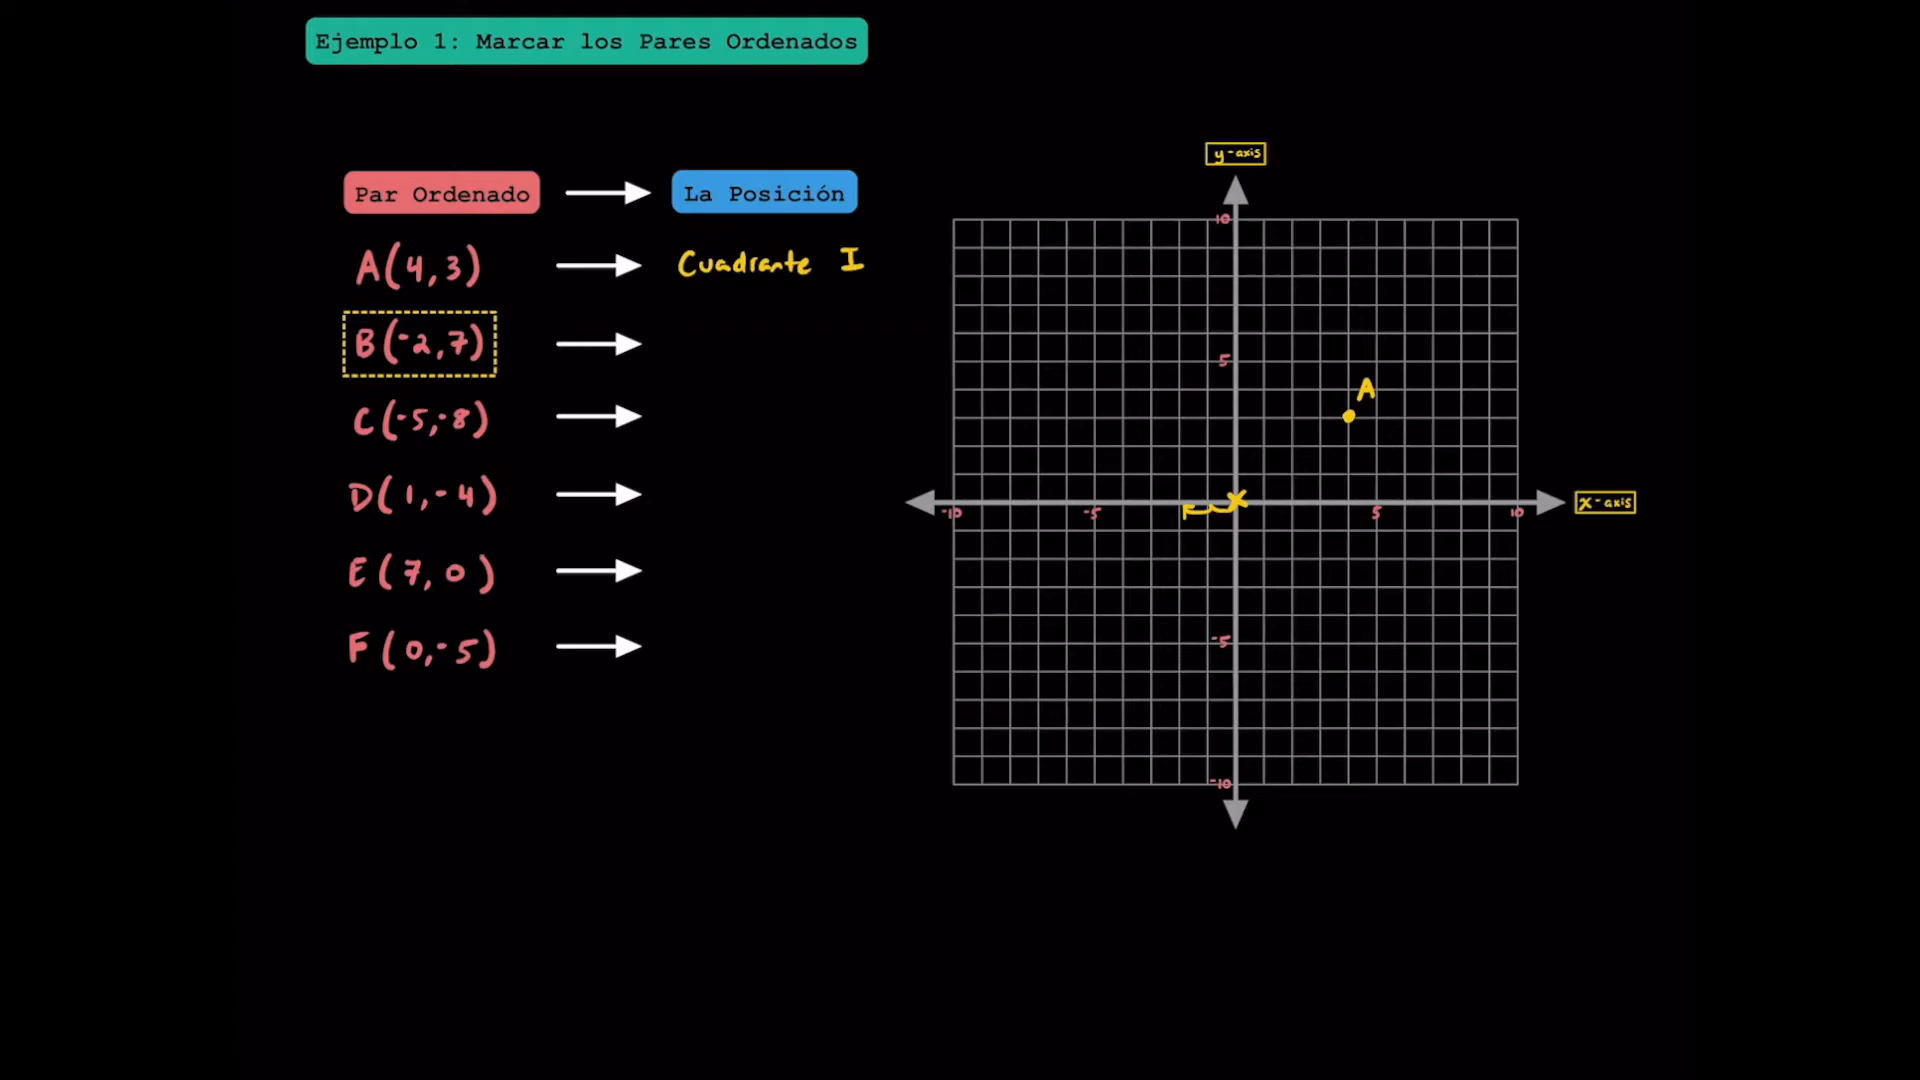 Ejemplo 1: Marcar los Pares Ordenados
Par Ordenado
La Posición
A(4,3)
Cuadrante I
B(-2,7)
C(-5,-8)
D(1,-4)
E(7,0)
F(0,-5)
y-axis
10
5
A
-10
-5
5
10
x-axis
-5
-10